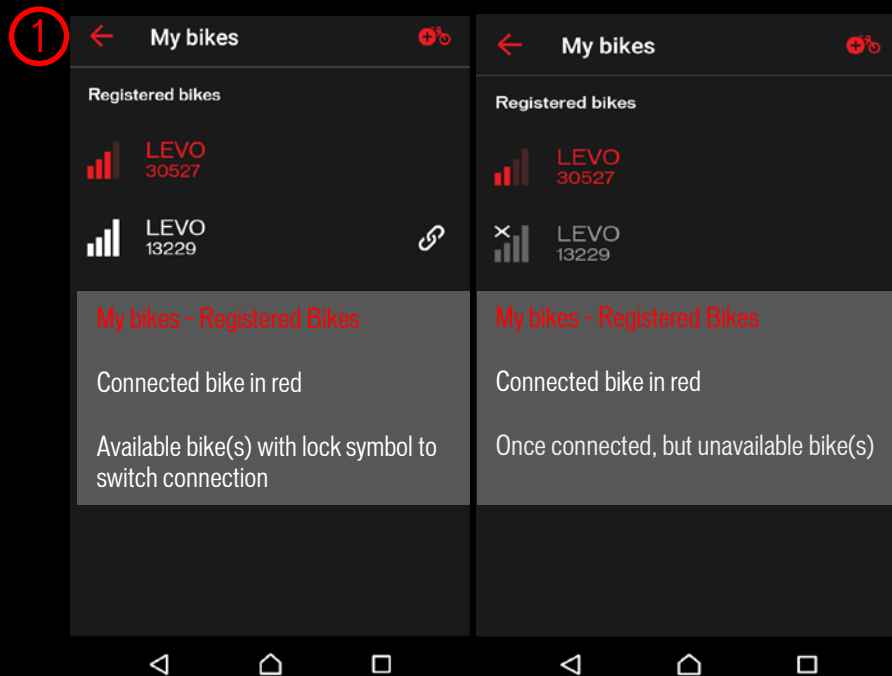 1
My bikes
Registered bikes
LEVO
30527
LEVO
13229
My bikes - Registered Bikes
Connected bike in red
Available bike(s) with lock symbol to
switch connection
My bikes
Registered bikes
LEVO
30527
LEVO
13229
My bikes - Registered Bikes
Connected bike in red
Once connected, but unavailable bike(s)